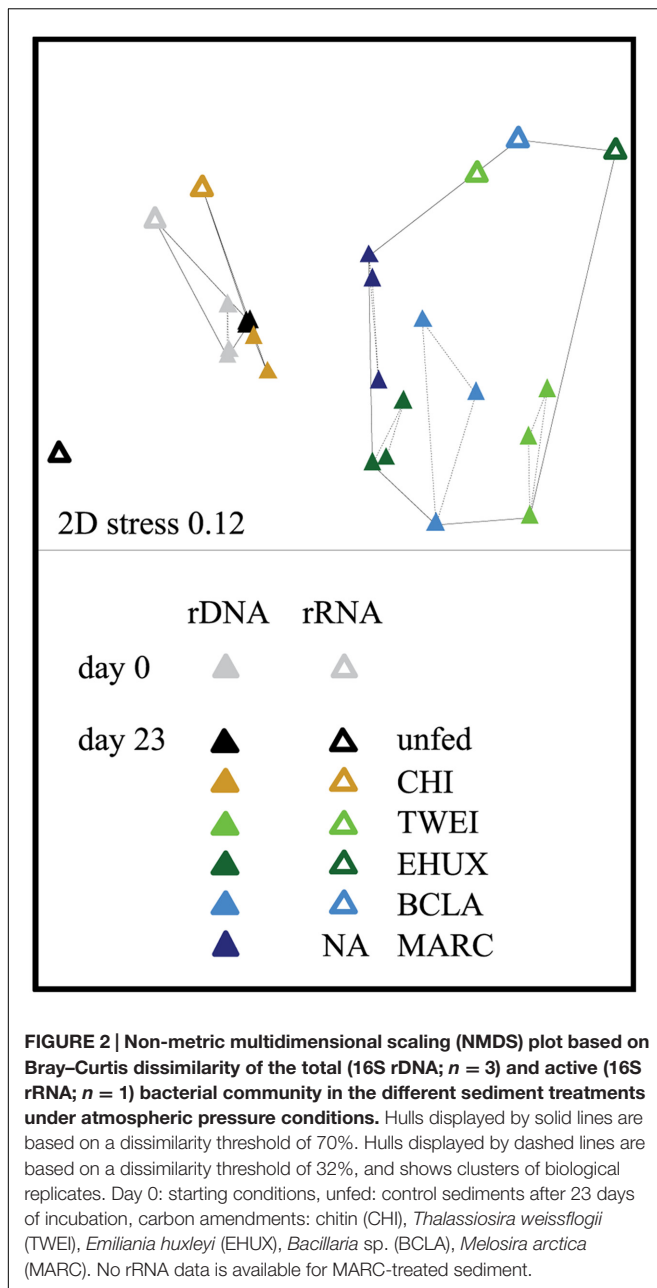 2D stress 0.12
rDNA rRNA
day 0
day 23 unfed
CHI
TWEI
EHUX
BCLA
NA MARC
FIGURE 2 | Non-metric multidimensional scaling (NMDS) plot based on
Bray–Curtis dissimilarity of the total (16S rDNA; n = 3) and active (16S
rRNA; n = 1) bacterial community in the different sediment treatments
under atmospheric pressure conditions. Hulls displayed by solid lines are
based on a dissimilarity threshold of 70%. Hulls displayed by dashed lines are
based on a dissimilarity threshold of 32%, and shows clusters of biological
replicates. Day 0: starting conditions, unfed: control sediments after 23 days
of incubation, carbon amendments: chitin (CHI), Thalassiosira weissflogii
(TWEI), Emiliania huxleyi (EHUX), Bacillaria sp. (BCLA), Melosira arctica
(MARC). No rRNA data is available for MARC-treated sediment.